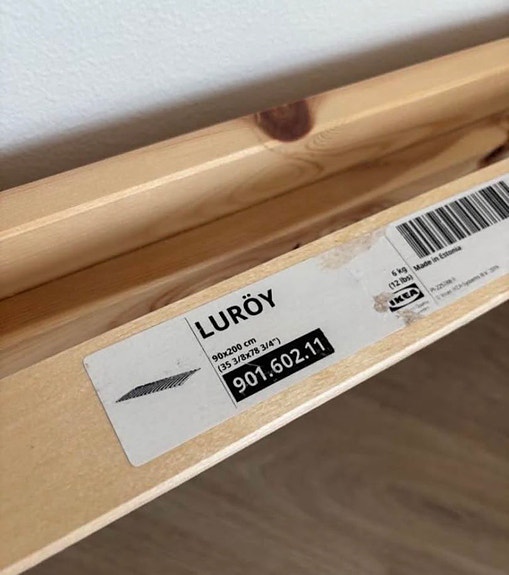 LURÖY
90x200 cm
(35 3/8x78 3/4")
901.602.11
6 kg
(12 lbs)
IKEA
Made in Estonia